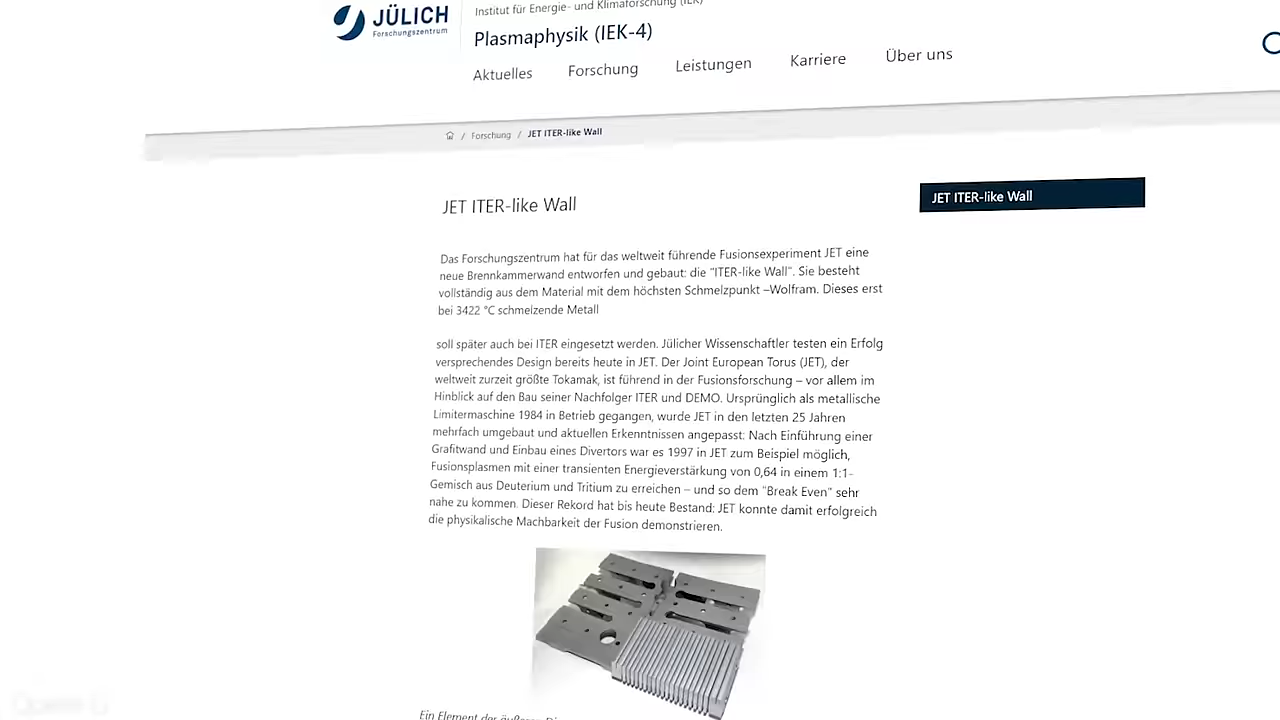 JÜLICH
Forschungszentrum
Institut für Energie- und Klimaforschung (IEK)
Plasmaphysik (IEK-4)
Aktuelles Forschung Leistungen Karriere Über uns
/ Forschung / JET ITER-like Wall
JET ITER-like Wall
JET ITER-like Wall
Das Forschungszentrum hat für das weltweit führende Fusionsexperiment JET eine
neue Brennkammerwand entworfen und gebaut: die "ITER-like Wall". Sie besteht
vollständig aus dem Material mit dem höchsten Schmelzpunkt –Wolfram. Dieses erst
bei 3422 °C schmelzende Metall
soll später auch bei ITER eingesetzt werden. Jülicher Wissenschaftler testen ein Erfolg
versprechendes Design bereits heute in JET. Der Joint European Torus (JET), der
weltweit zurzeit größte Tokamak, ist führend in der Fusionsforschung – vor allem im
Hinblick auf den Bau seiner Nachfolger ITER und DEMO. Ursprünglich als metallische
Limitermaschine 1984 in Betrieb gegangen, wurde JET in den letzten 25 Jahren
mehrfach umgebaut und aktuellen Erkenntnissen angepasst: Nach Einführung einer
Grafitwand und Einbau eines Divertors war es 1997 in JET zum Beispiel möglich,
Fusionsplasmen mit einer transienten Energieverstärkung von 0,64 in einem 1:1-
Gemisch aus Deuterium und Tritium zu erreichen – und so dem "Break Even" sehr
nahe zu kommen. Dieser Rekord hat bis heute Bestand; JET konnte damit erfolgreich
die physikalische Machbarkeit der Fusion demonstrieren.
Ein Element der äußeren